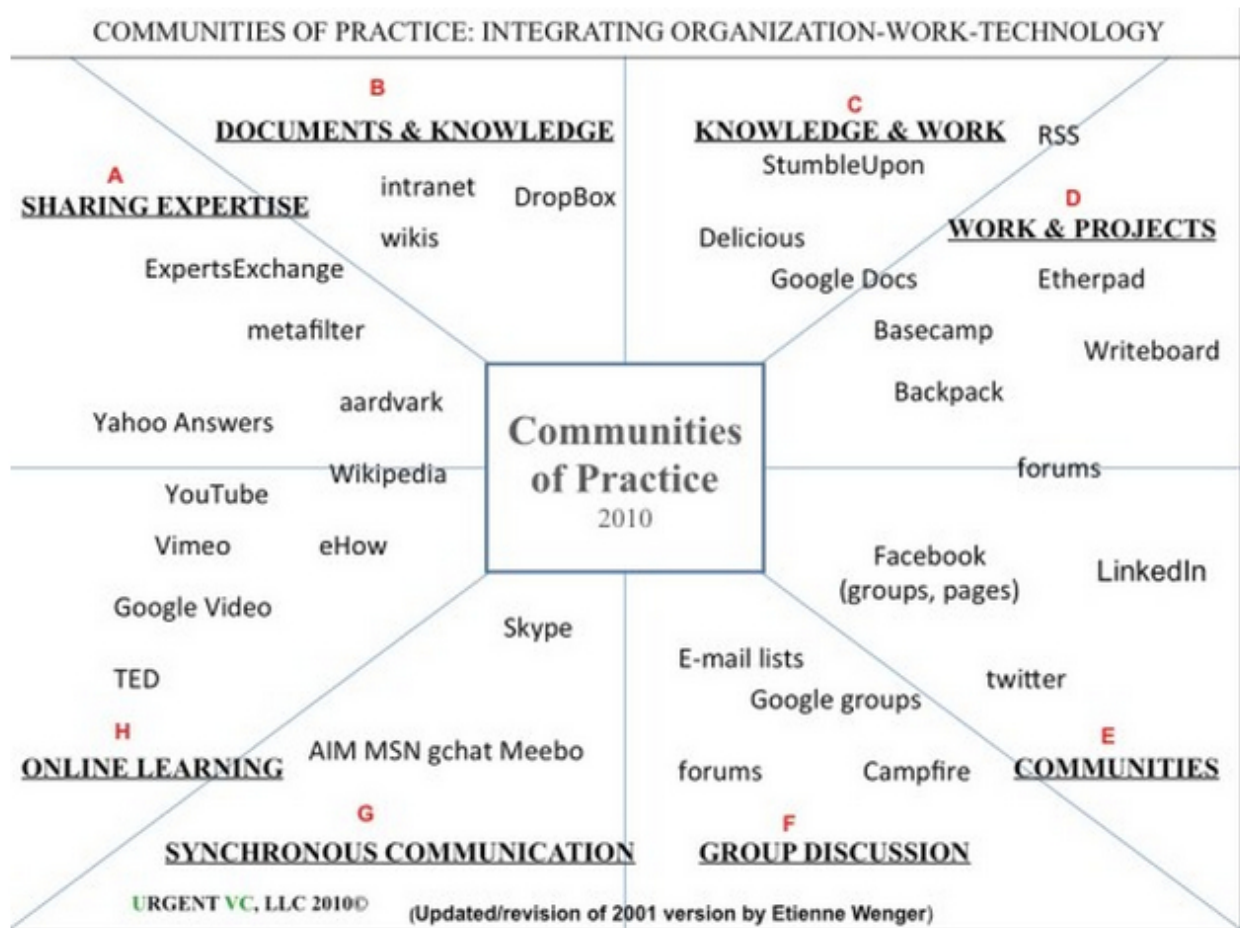 COMMUNITIES OF PRACTICE: INTEGRATING ORGANIZATION-WORK-TECHNOLOGY
A
SHARING EXPERTISE
ExpertsExchange
metafilter
aardvark
Yahoo Answers
Wikipedia
B
DOCUMENTS & KNOWLEDGE
intranet
DropBox
wikis
C
KNOWLEDGE & WORK
StumbleUpon
Delicious
Google Docs
RSS
D
WORK & PROJECTS
Etherpad
Basecamp
Writeboard
Backpack
forums
Communities
of Practice
2010
Facebook
(groups, pages)
LinkedIn
twitter
E
COMMUNITIES
E-mail lists
Google groups
forums
Campfire
F
GROUP DISCUSSION
Skype
AIM MSN gchat Meebo
G
SYNCHRONOUS COMMUNICATION
YouTube
Vimeo
eHow
Google Video
TED
H
ONLINE LEARNING
URGENT VC, LLC 2010©
(Updated/revision of 2001 version by Etienne Wenger)